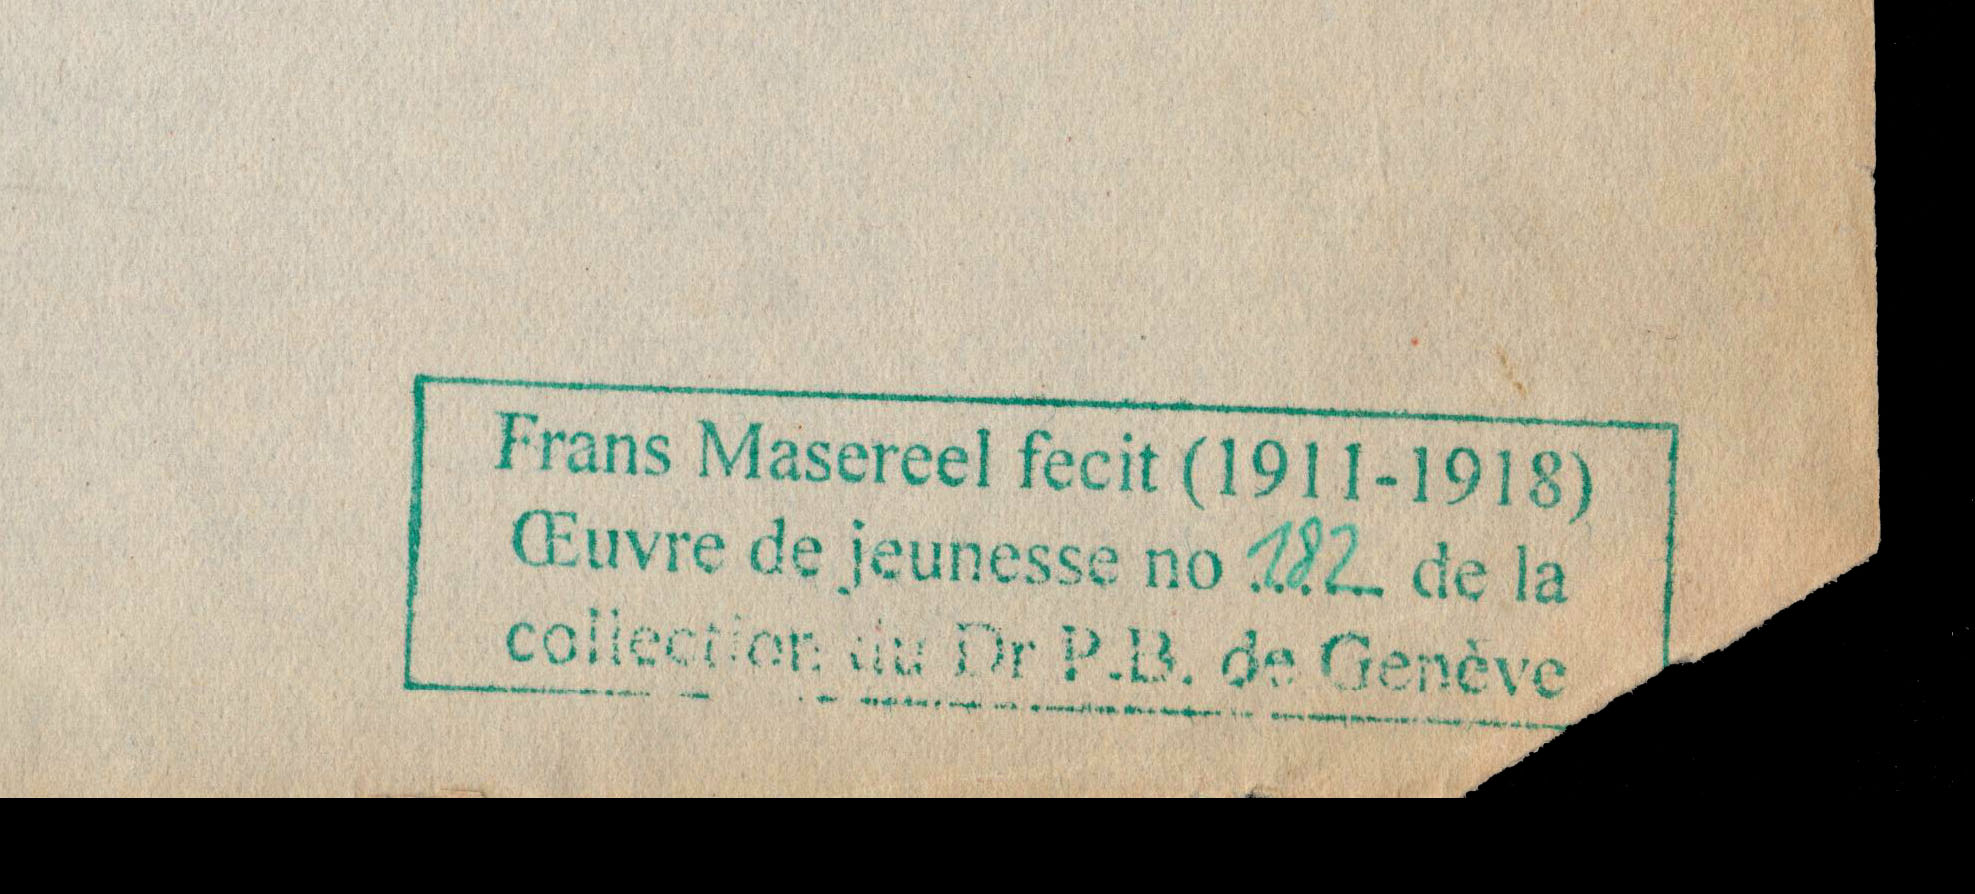 Frans Masereel fecit (1911-1918)
Œuvre de jeunesse no 182 de la
collection du Dr P.B. de Genève